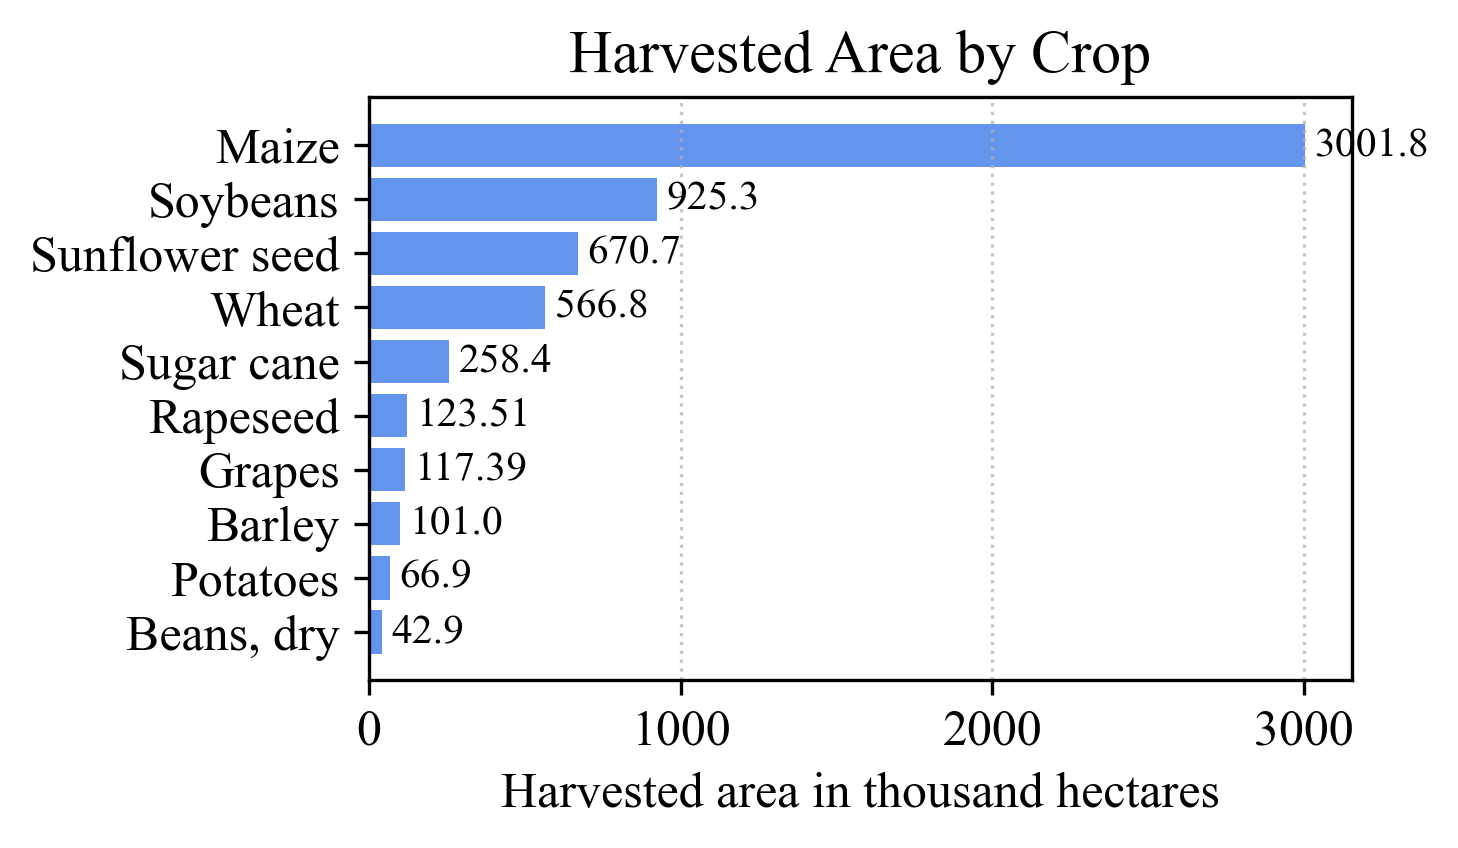 Harvested Area by Crop
Maize 3001.8
Soybeans 925.3
Sunflower seed 670.7
Wheat 566.8
Sugar cane 258.4
Rapeseed 123.51
Grapes 117.39
Barley 101.0
Potatoes 66.9
Beans, dry 42.9
0 1000 2000 3000
Harvested area in thousand hectares